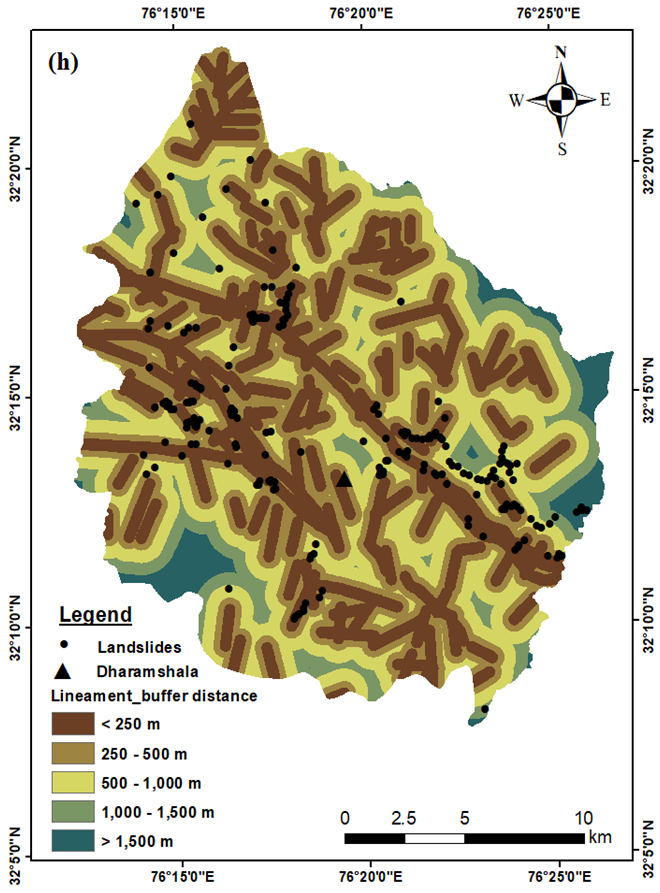 76°15'0"E 76°20'0"E 76°25'0"E
(h)
N
W E
S
32°20'0"N 32°20'0"N
32°15'0"N 32°15'0"N
32°10'0"N 32°10'0"N
32°5'0"N 32°5'0"N
Legend
Landslides
Dharamshala
Lineament_buffer distance
< 250 m
250 - 500 m
500 - 1,000 m
1,000 - 1,500 m
> 1,500 m
0 2.5 5 10
km
76°15'0"E 76°20'0"E 76°25'0"E